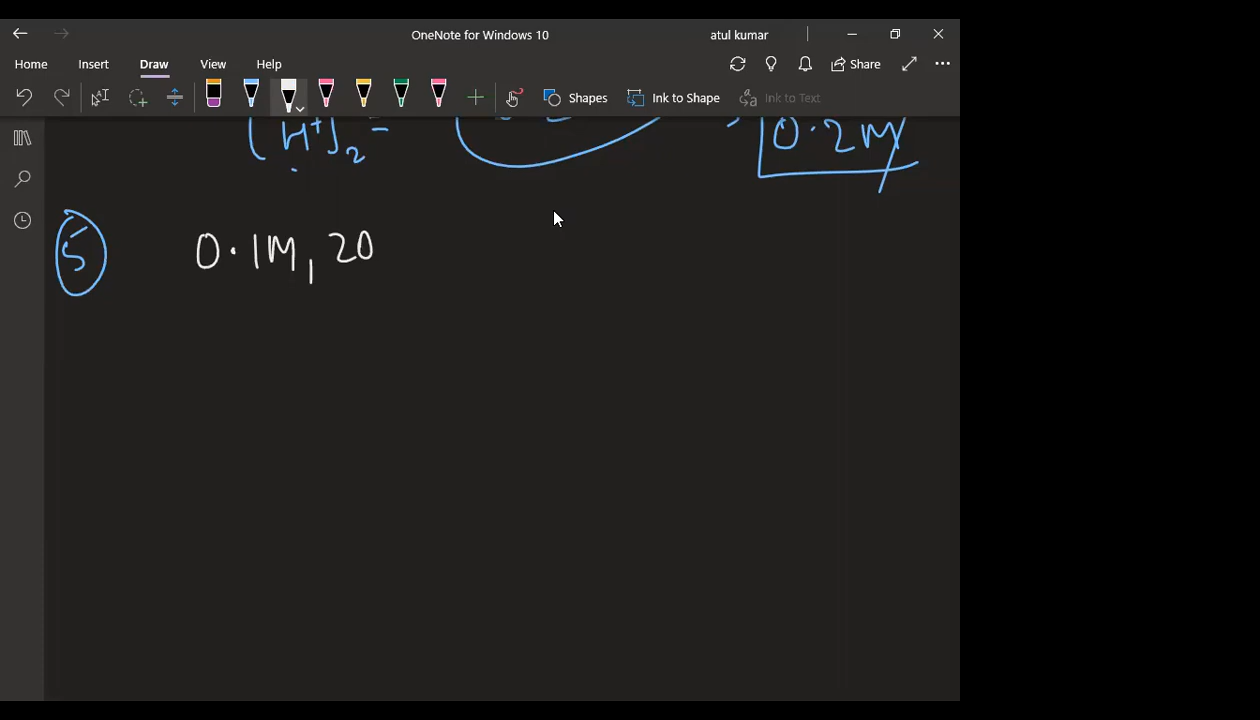 OneNote for Windows 10
atul kumar
Home Insert Draw View Help
Share
Shapes Ink to Shape Ink to Text
[H+]2 =
0.2M
5 0.1M, 20